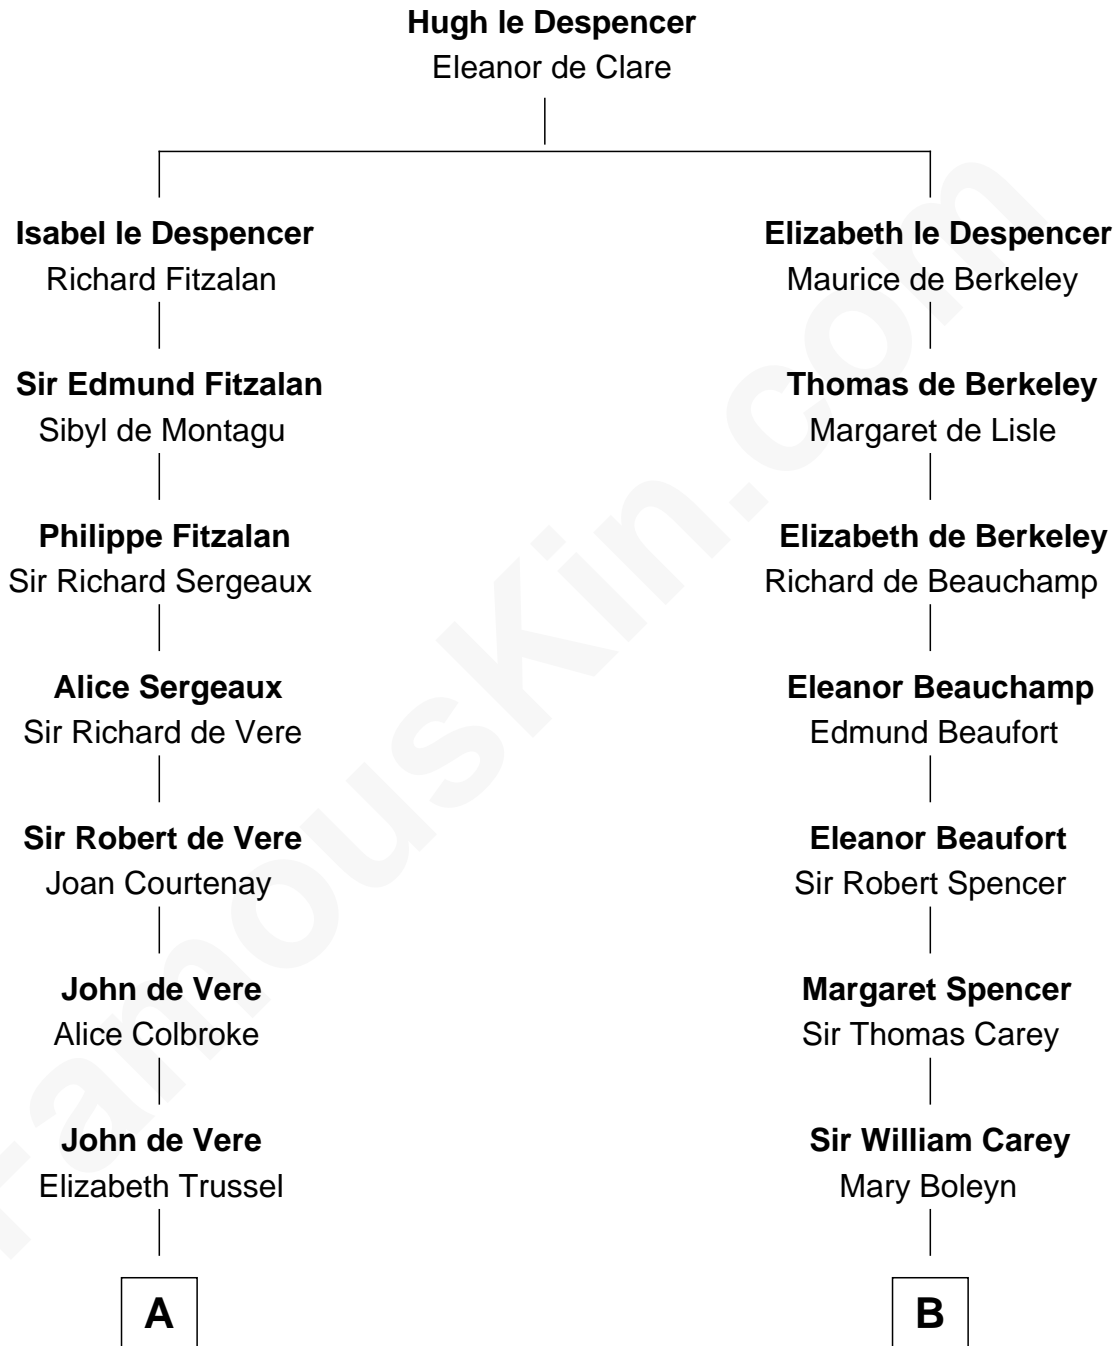 Hugh le Despencer
Eleanor de Clare
Isabel le Despencer
Richard Fitzalan
Elizabeth le Despencer
Maurice de Berkeley
Sir Edmund Fitzalan
Sibyl de Montagu
Thomas de Berkeley
Margaret de Lisle
Philippe Fitzalan
Sir Richard Sergeaux
Elizabeth de Berkeley
Richard de Beauchamp
Alice Sergeaux
Sir Richard de Vere
Eleanor Beauchamp
Edmund Beaufort
Sir Robert de Vere
Joan Courtenay
Eleanor Beaufort
Sir Robert Spencer
John de Vere
Alice Colbroke
Margaret Spencer
Sir Thomas Carey
John de Vere
Elizabeth Trussel
Sir William Carey
Mary Boleyn
A
B
FamousKin.com